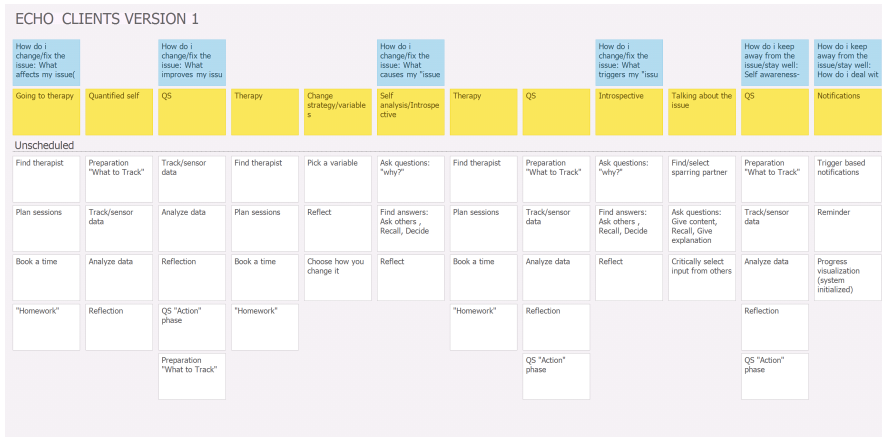 ECHO CLIENTS VERSION 1
How do i
change/fix the
issue: What
affects my issue(
How do i
change/fix the
issue: What
improves my issu
How do i
change/fix the
issue: What
causes my "issue
How do i
change/fix the
issue: What
triggers my "issu
How do i keep
away from the
issue/stay well:
Self awareness-
How do i keep
away from the
issue/stay well:
How do i deal wit
Going to therapy
Quantified self
QS
Therapy
Change
strategy/variable
s
Self
analysis/Introspe
ctive
Therapy
QS
Introspective
Talking about the
issue
QS
Notifications
Unscheduled
Find therapist
Preparation
"What to Track"
Track/sensor
data
Find therapist
Pick a variable
Ask questions:
"why?"
Find therapist
Preparation
"What to Track"
Ask questions:
"why?"
Find/select
sparring partner
Preparation
"What to Track"
Trigger based
notifications
Plan sessions
Track/sensor
data
Analyze data
Plan sessions
Reflect
Find answers:
Ask others ,
Recall, Decide
Plan sessions
Track/sensor
data
Find answers:
Ask others ,
Recall, Decide
Ask questions:
Give content,
Recall, Give
explanation
Track/sensor
data
Reminder
Book a time
Analyze data
Reflection
Book a time
Choose how you
change it
Reflect
Book a time
Analyze data
Reflect
Critically select
input from others
Analyze data
Progress
visualization
(system
initialized)
"Homework"
Reflection
QS "Action"
phase
"Homework"
"Homework"
Reflection
Reflection
Preparation
"What to Track"
QS "Action"
phase
QS "Action"
phase